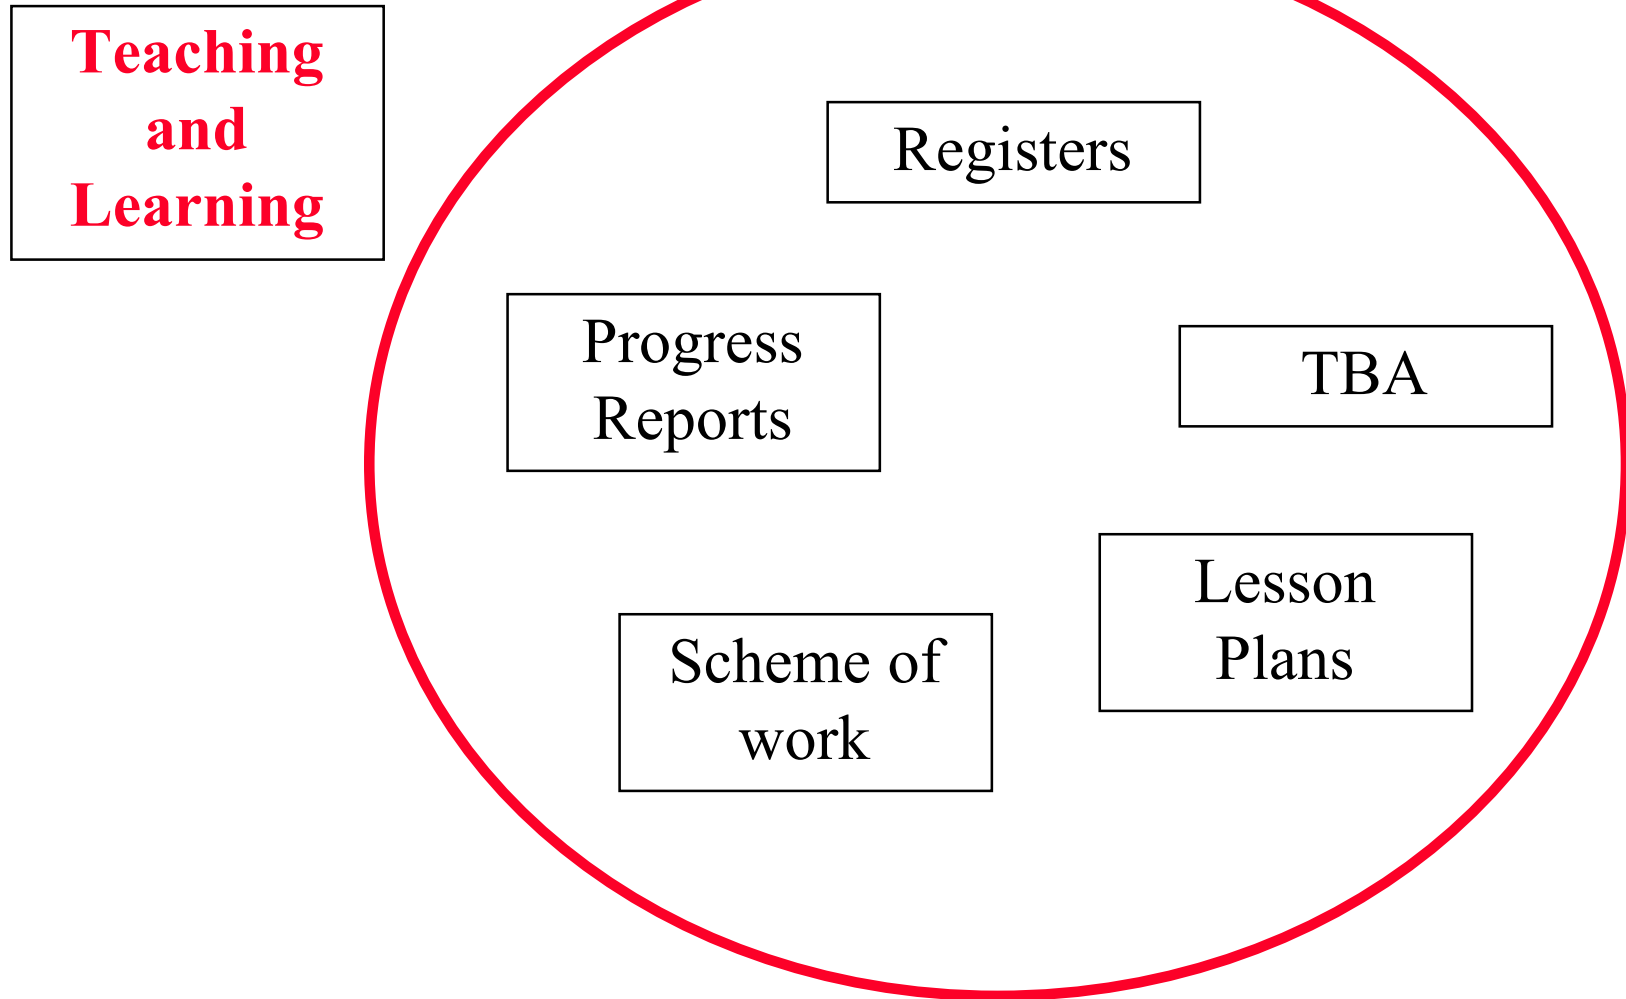 Teaching
and
Learning
Registers
Progress
Reports
TBA
Lesson
Plans
Scheme of
work